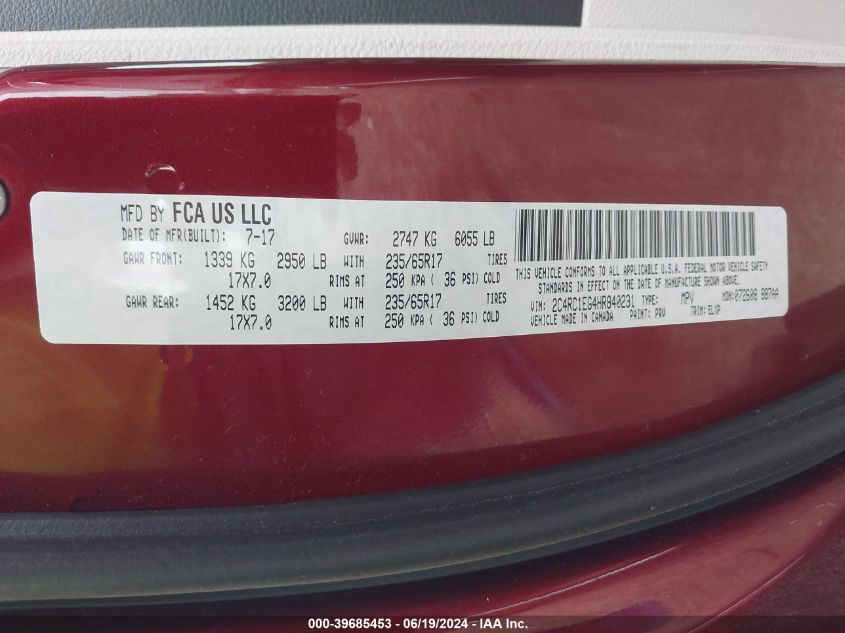 MFD BY FCA US LLC
DATE OF MFR(BUILT): 7-17 GVWR: 2747 KG 6055 LB
GAWR FRONT: 1339 KG 2950 LB WITH 235/65R17 TIRES
17X7.0 RIMS AT 250 KPA ( 36 PSI) COLD
GAWR REAR: 1452 KG 3200 LB WITH 235/65R17 TIRES
17X7.0 RIMS AT 250 KPA ( 36 PSI) COLD
THIS VEHICLE CONFORMS TO ALL APPLICABLE U.S.A. FEDERAL MOTOR VEHICLE SAFETY
STANDARDS IN EFFECT ON THE DATE OF MANUFACTURE SHOWN ABOVE.
VIN: 2C4RC1EG4HR840231 TYPE: MPV MDH: 072608 887AA
VEHICLE MADE IN CANADA PAINT: PRV TRIM: ELXP
000-39685453 - 06/19/2024 - IAA Inc.